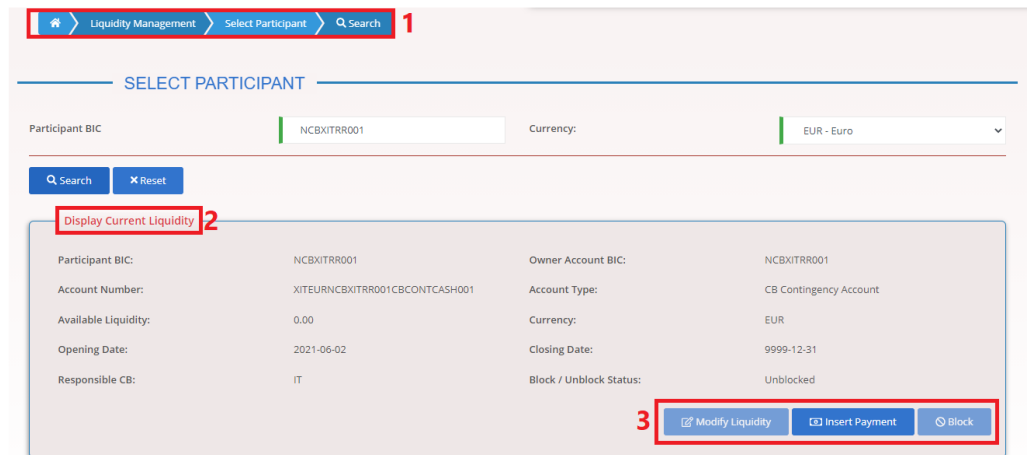 Liquidity Management Select Participant Search 1
SELECT PARTICIPANT
Participant BIC NCBXITRR001 Currency: EUR - Euro
Search Reset
Display Current Liquidity 2
Participant BIC: NCBXITRR001 Owner Account BIC: NCBXITRR001
Account Number: XITEURNCBXITRR001CBCONTCASH001 Account Type: CB Contingency Account
Available Liquidity: 0.00 Currency: EUR
Opening Date: 2021-06-02 Closing Date: 9999-12-31
Responsible CB: IT Block / Unblock Status: Unblocked
3 Modify Liquidity Insert Payment Block